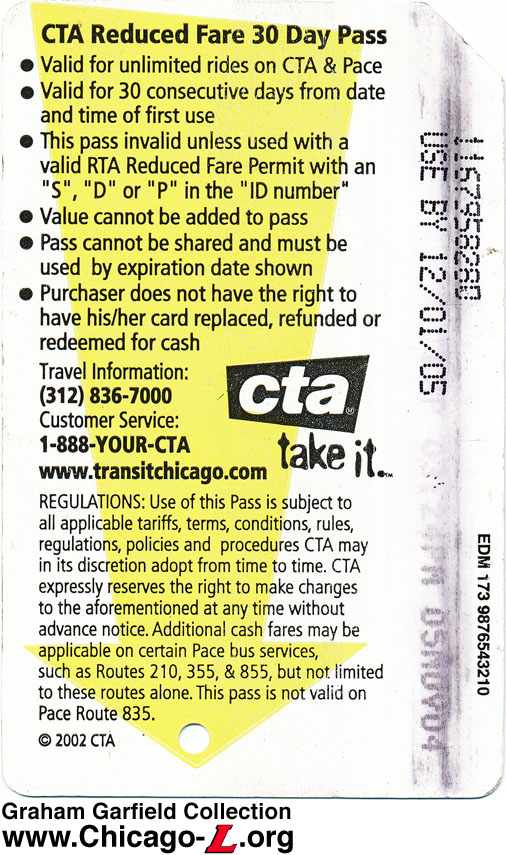 CTA Reduced Fare 30 Day Pass
● Valid for unlimited rides on CTA & Pace
● Valid for 30 consecutive days from date
and time of first use
● This pass invalid unless used with a
valid RTA Reduced Fare Permit with an
"S", "D" or "P" in the "ID number"
● Value cannot be added to pass
● Pass cannot be shared and must be
used by expiration date shown
● Purchaser does not have the right to
have his/her card replaced, refunded or
redeemed for cash
Travel Information:
(312) 836-7000
Customer Service:
1-888-YOUR-CTA
www.transitchicago.com
cta®
take it.™
REGULATIONS: Use of this Pass is subject to
all applicable tariffs, terms, conditions, rules,
regulations, policies and procedures CTA may
in its discretion adopt from time to time. CTA
expressly reserves the right to make changes
to the aforementioned at any time without
advance notice. Additional cash fares may be
applicable on certain Pace bus services,
such as Routes 210, 355, & 855, but not limited
to these routes alone. This pass is not valid on
Pace Route 835.
© 2002 CTA
1167958280
USE BY 12/01/05
PM 05NOV04
EDM 173 9876543210
Graham Garfield Collection
www.Chicago-L.org